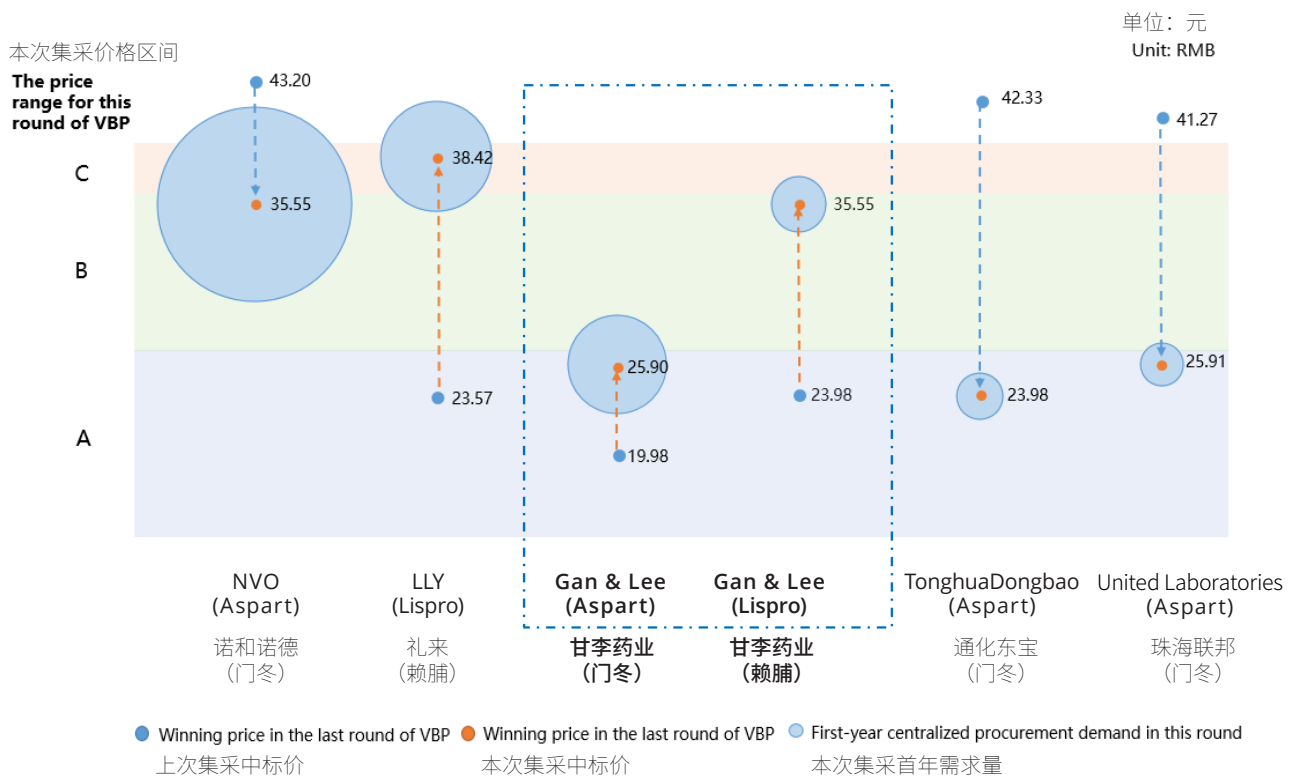 单位：元
Unit: RMB
本次集采价格区间
The price
range for this
round of VBP
43.20
42.33
41.27
C
38.42
35.55
35.55
B
25.90
25.91
23.57
23.98
23.98
A
19.98
NVO
(Aspart)
诺和诺德
（门冬）
LLY
(Lispro)
礼来
（赖脯）
Gan & Lee
(Aspart)
甘李药业
（门冬）
Gan & Lee
(Lispro)
甘李药业
（赖脯）
TonghuaDongbao
(Aspart)
通化东宝
（门冬）
United Laboratories
(Aspart)
珠海联邦
（门冬）
Winning price in the last round of VBP
上次集采中标价
Winning price in the last round of VBP
本次集采中标价
First-year centralized procurement demand in this round
本次集采首年需求量